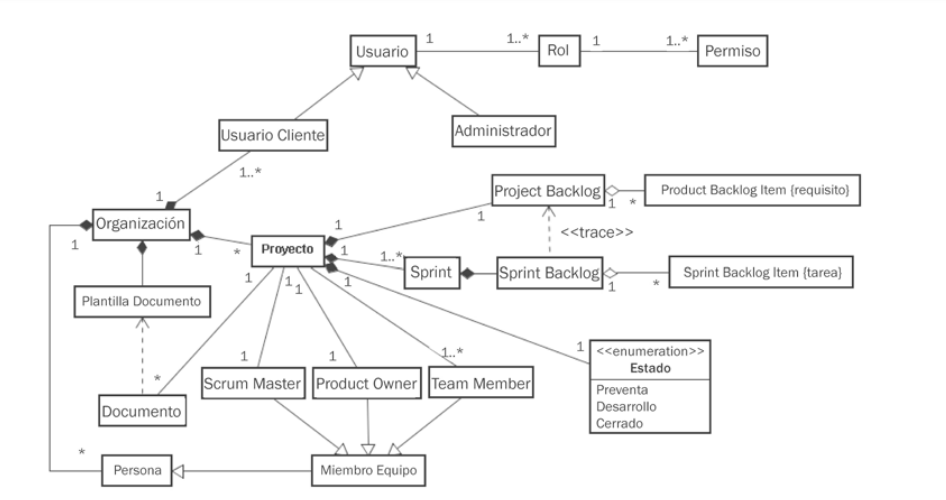 Usuario
1
1..*
Rol
1
1..*
Permiso
Usuario Cliente
Administrador
1..*
1
Organización
1
1
*
Proyecto
1
1
Project Backlog
1
*
Product Backlog Item {requisito}
<<trace>>
1
1..*
Sprint
Sprint Backlog
1
*
Sprint Backlog Item {tarea}
Plantilla Documento
1
1
1
1
1
1
<<enumeration>>
Estado
Preventa
Desarrollo
Cerrado
*
1
1
1..*
Scrum Master
Product Owner
Team Member
Documento
*
Persona
Miembro Equipo